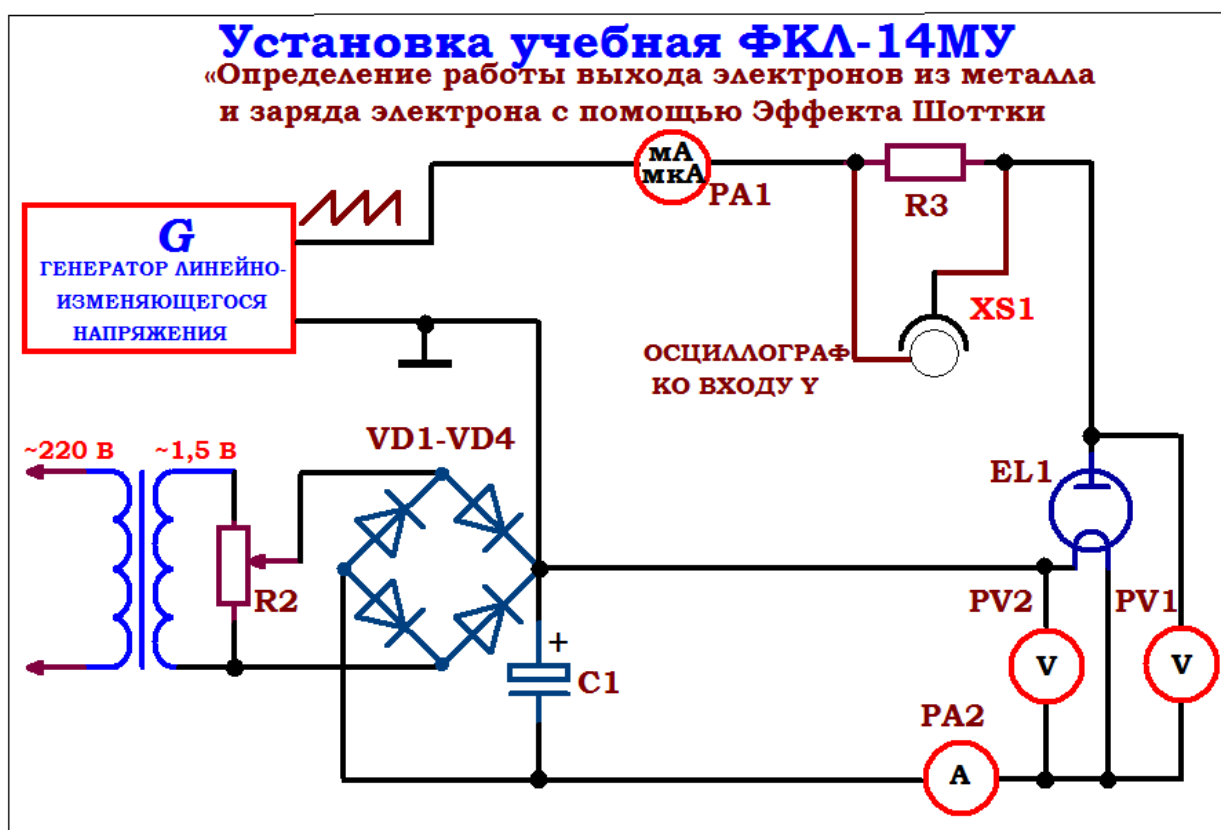 Установка учебная ФКЛ-14МУ
«Определение работы выхода электронов из металла
и заряда электрона с помощью Эффекта Шоттки
мА
мкА
PA1
R3
G
ГЕНЕРАТОР ЛИНЕЙНО-
ИЗМЕНЯЮЩЕГОСЯ
НАПРЯЖЕНИЯ
XS1
ОСЦИЛЛОГРАФ
КО ВХОДУ Y
~220 В
~1,5 В
VD1-VD4
EL1
R2
PV2
PV1
+
C1
V
V
PA2
A